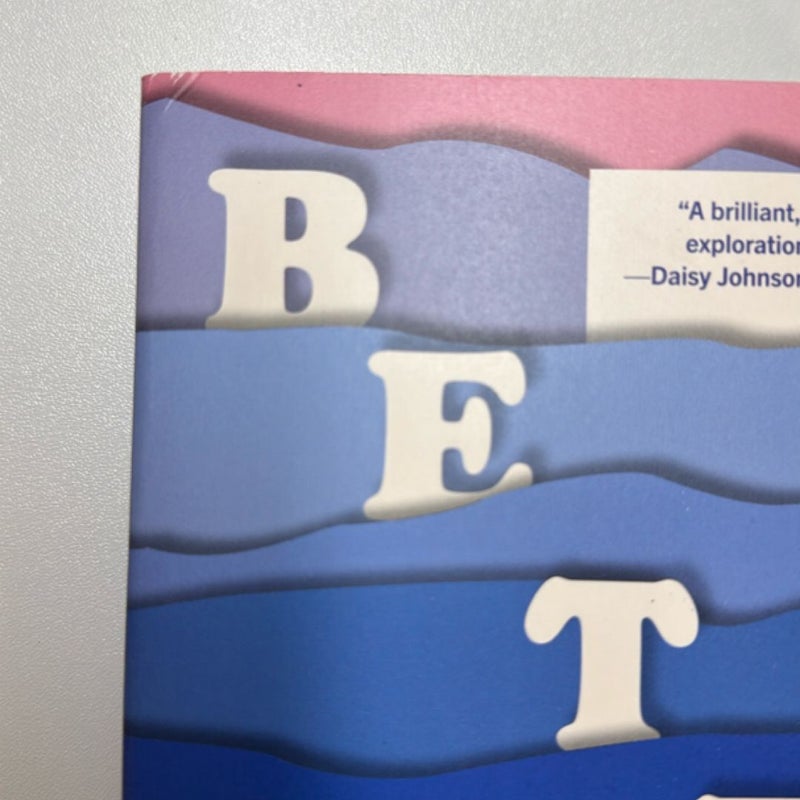 B
“A brilliant,
exploration
—Daisy Johnson
E
T